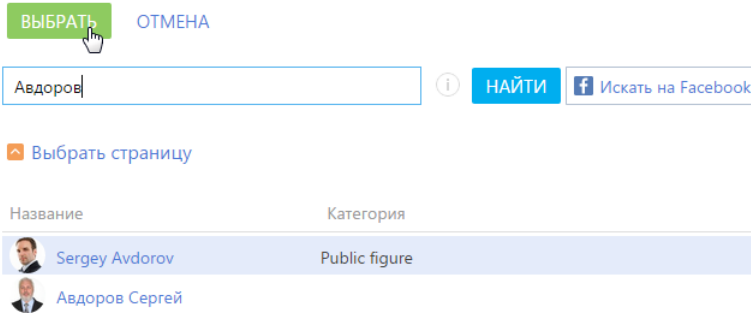 ВЫБРАТЬ ОТМЕНА
Авдоров НАЙТИ Искать на Facebook
Выбрать страницу
Название Категория
Sergey Avdorov Public figure
Авдоров Сергей